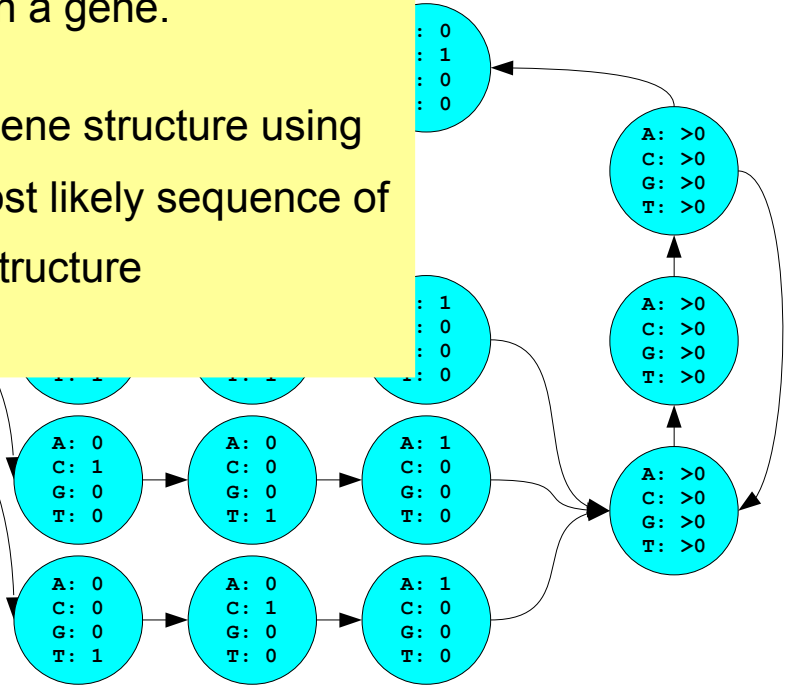 a gene.
: 0
: 1
: 0
: 0
ene structure using
st likely sequence of
tructure
A: >0
C: >0
G: >0
T: >0
A: >0
C: >0
G: >0
T: >0
: 1
: 0
: 0
: 0
A: 0
C: 1
G: 0
T: 0
A: 0
C: 0
G: 0
T: 1
A: 1
C: 0
G: 0
T: 0
A: >0
C: >0
G: >0
T: >0
A: 0
C: 0
G: 0
T: 1
A: 0
C: 1
G: 0
T: 0
A: 1
C: 0
G: 0
T: 0